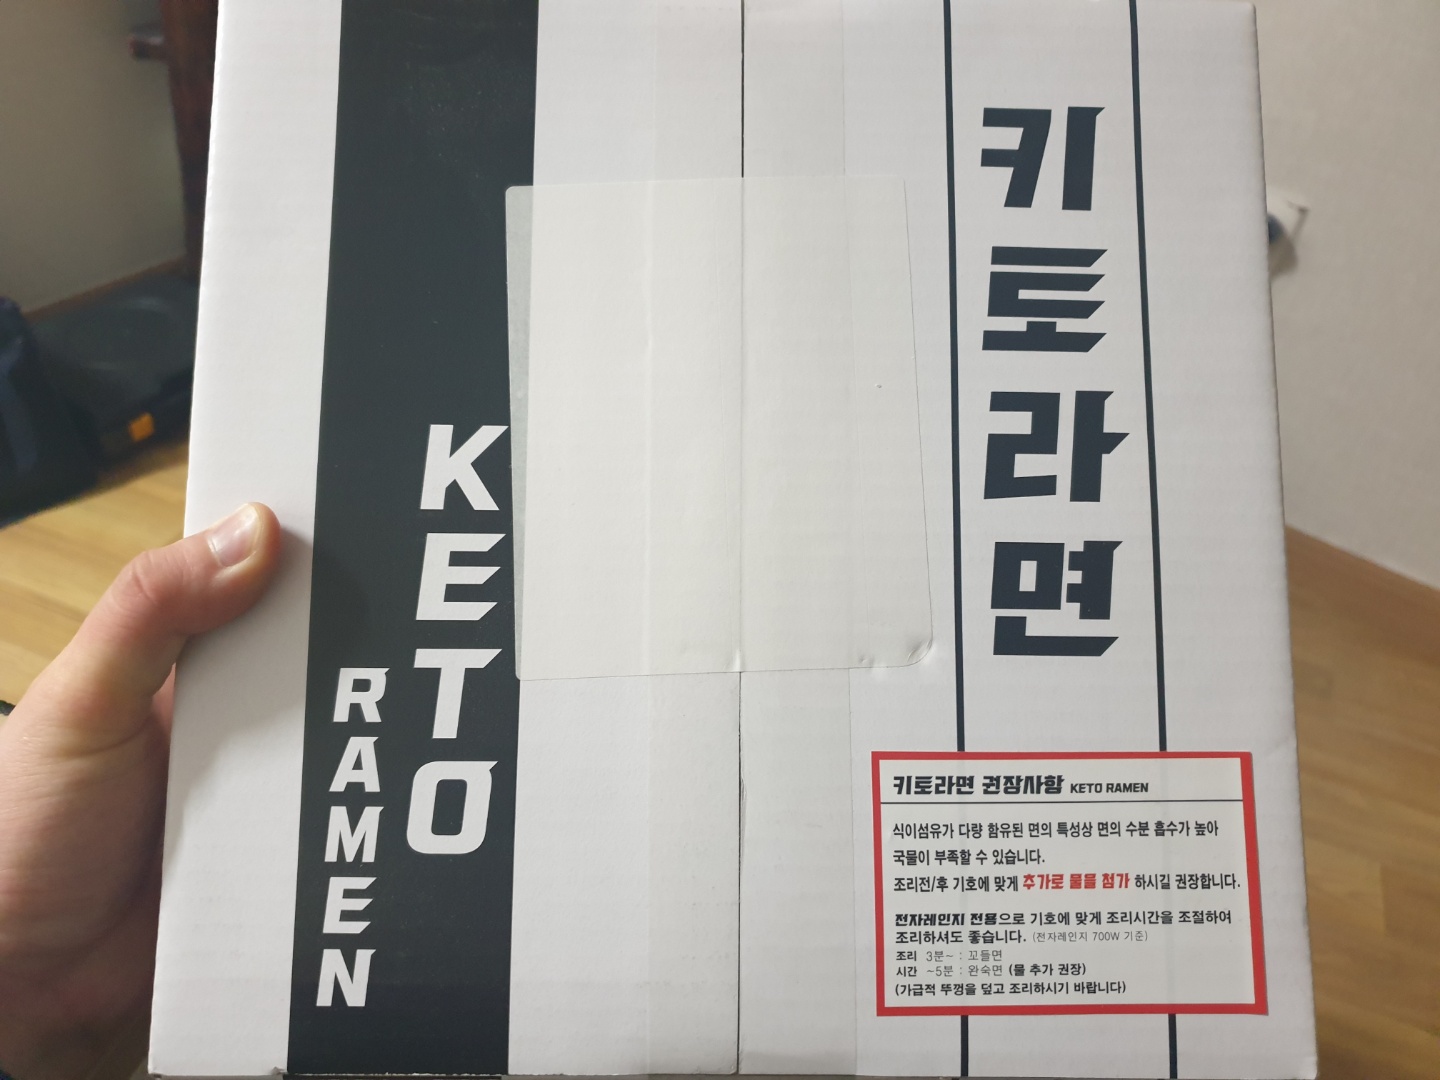 KETO
RAMEN
키토라면
키토라면 권장사항 KETO RAMEN
식이섬유가 다량 함유된 면의 특성상 면의 수분 흡수가 높아
국물이 부족할 수 있습니다.
조리전/후 기호에 맞게 추가로 물을 첨가 하시길 권장합니다.
전자레인지 전용으로 기호에 맞게 조리시간을 조절하여
조리하셔도 좋습니다. (전자레인지 700W 기준)
조리 3분~ : 꼬들면
시간 ~5분 : 완숙면 (물 추가 권장)
(가급적 뚜껑을 덮고 조리하시기 바랍니다)